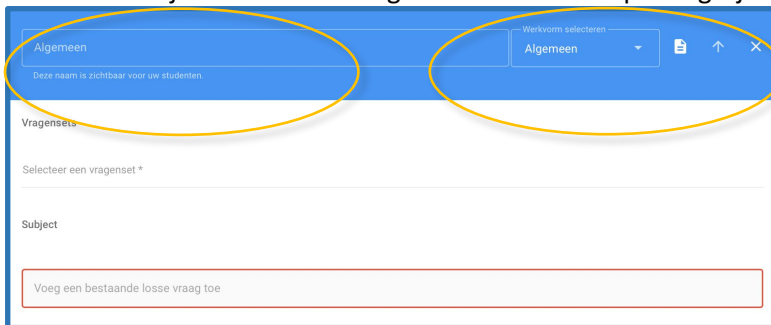 Werkvorm selecteren
Algemeen
Algemeen
Deze naam is zichtbaar voor uw studenten.
Vragensets
Selecteer een vragenset *
Subject
Voeg een bestaande losse vraag toe